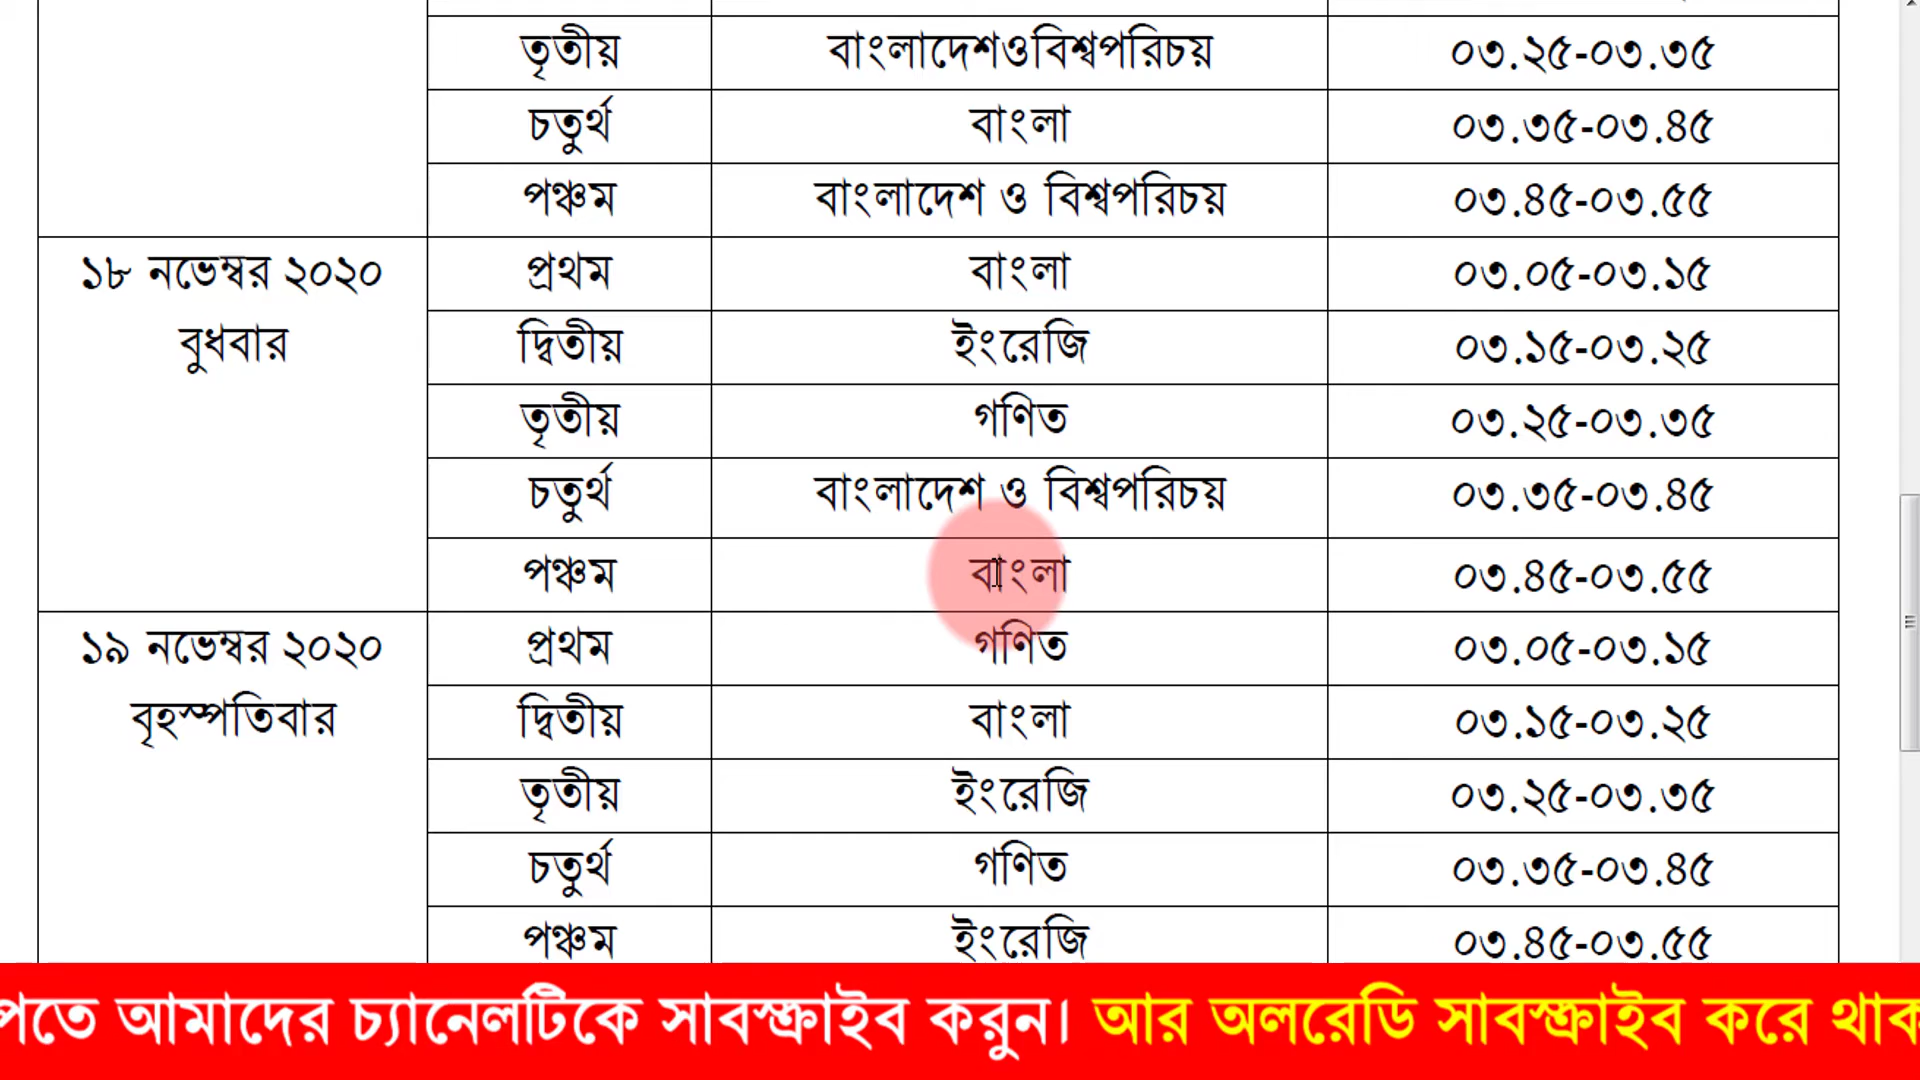 তৃতীয় বাংলাদেশওবিশ্বপরিচয় ০৩.২৫-০৩.৩৫
চতুর্থ বাংলা ০৩.৩৫-০৩.৪৫
পঞ্চম বাংলাদেশ ও বিশ্বপরিচয় ০৩.৪৫-০৩.৫৫
১৮ নভেম্বর ২০২০ প্রথম বাংলা ০৩.০৫-০৩.১৫
বুধবার দ্বিতীয় ইংরেজি ০৩.১৫-০৩.২৫
তৃতীয় গণিত ০৩.২৫-০৩.৩৫
চতুর্থ বাংলাদেশ ও বিশ্বপরিচয় ০৩.৩৫-০৩.৪৫
পঞ্চম বাংলা ০৩.৪৫-০৩.৫৫
১৯ নভেম্বর ২০২০ প্রথম গণিত ০৩.০৫-০৩.১৫
বৃহস্পতিবার দ্বিতীয় বাংলা ০৩.১৫-০৩.২৫
তৃতীয় ইংরেজি ০৩.২৫-০৩.৩৫
চতুর্থ গণিত ০৩.৩৫-০৩.৪৫
পঞ্চম ইংরেজি ০৩.৪৫-০৩.৫৫
পতে আমাদের চ্যানেলটিকে সাবস্ক্রাইব করুন। আর অলরেডি সাবস্ক্রাইব করে থাক